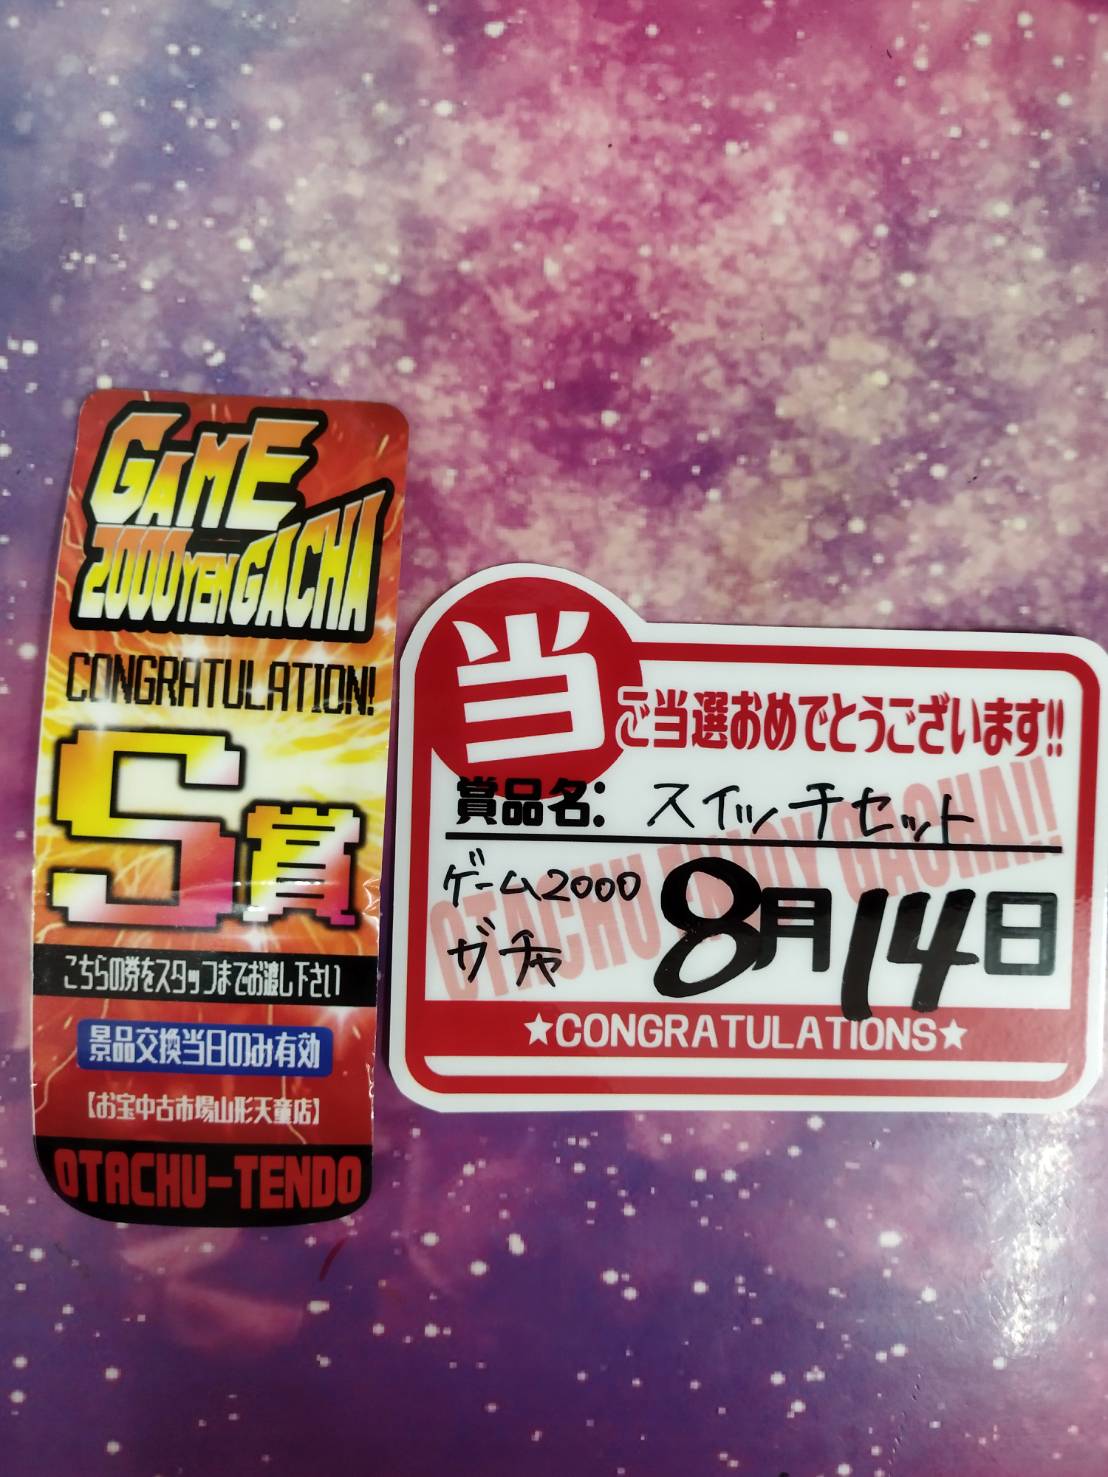 GAME
2000YEN GACHA
CONGRATULATION!
S賞
こちらの券をスタッフまでお渡し下さい
景品交換当日のみ有効
【お宝中古市場山形天童店】
OTACHU-TENDO
当
ご当選おめでとうございます!!
賞品名: スイッチセット
ゲーム2000
ガチャ
8月14日
OTACHU ENJOY GACHA!!
★CONGRATULATIONS★